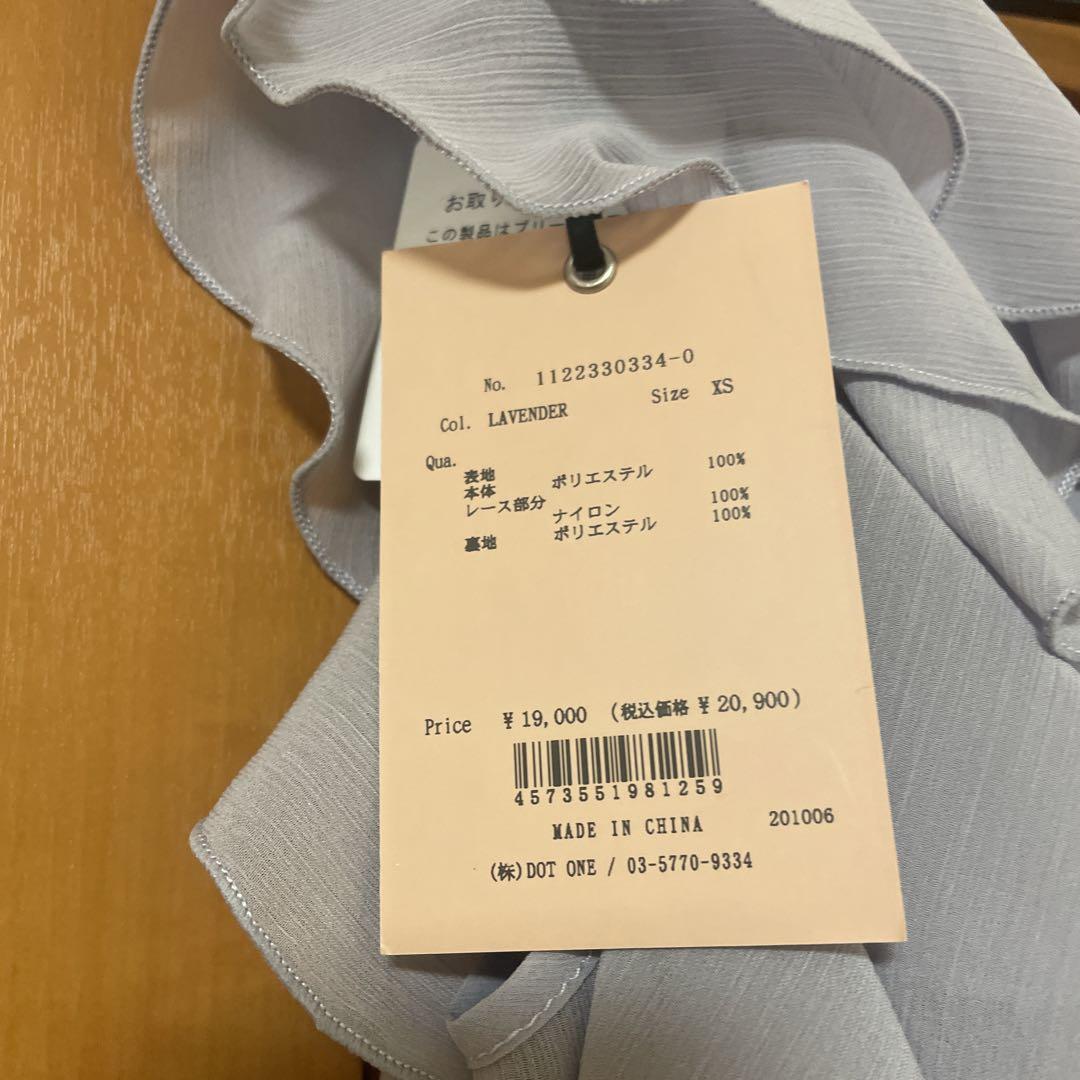 お取り
この製品はプリー
No. 1122330334-0
Col. LAVENDER Size XS
Qua.
表地
本体 ポリエステル 100%
レース部分
ナイロン 100%
裏地 ポリエステル 100%
Price ¥19,000 (税込価格 ¥20,900)
4573551981259
MADE IN CHINA 201006
(株)DOT ONE / 03-5770-9334